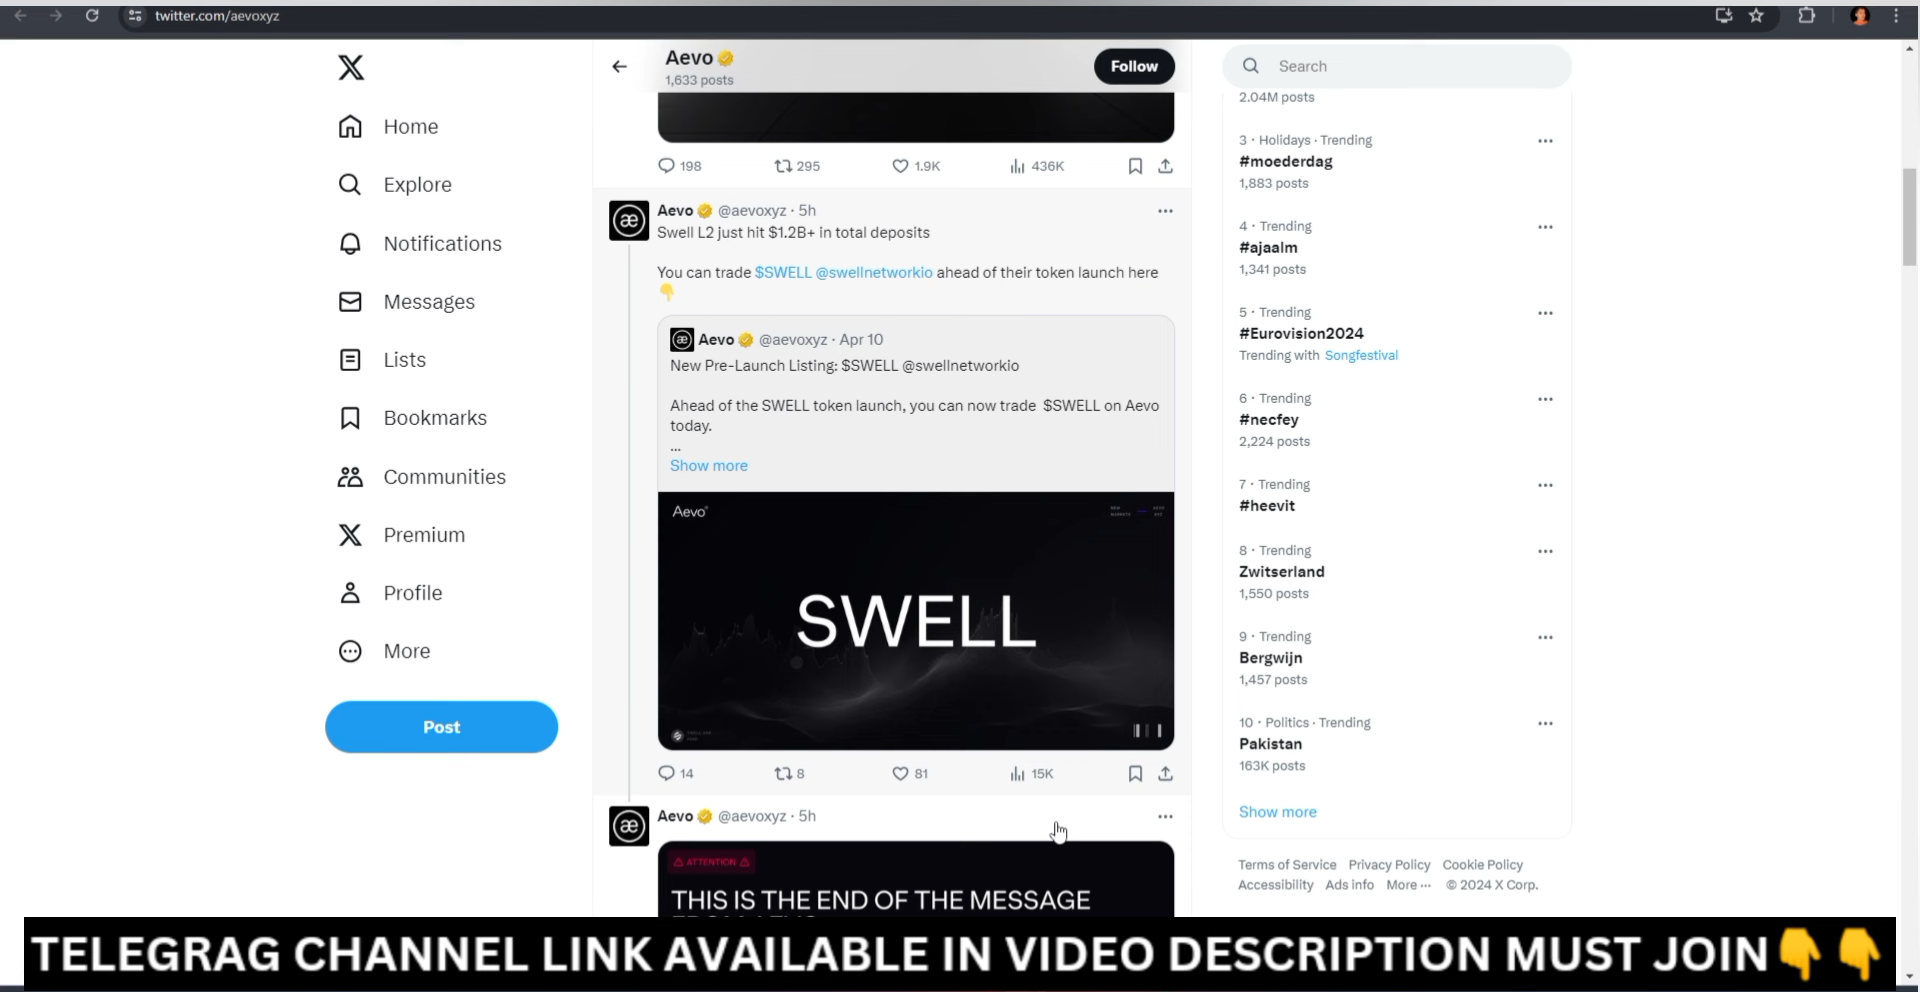 twitter.com/aevoxyz
Home
Explore
Notifications
Messages
Lists
Bookmarks
Communities
Premium
Profile
More
Post
Aevo
1,633 posts
Follow
198 295 1.9K 436K
Aevo @aevoxyz · 5h
Swell L2 just hit $1.2B+ in total deposits
You can trade $SWELL @swellnetworkio ahead of their token launch here
👇
Aevo @aevoxyz · Apr 10
New Pre-Launch Listing: $SWELL @swellnetworkio
Ahead of the SWELL token launch, you can now trade $SWELL on Aevo
today.
...
Show more
Aevo
SWELL
14 8 81 15K
Aevo @aevoxyz · 5h
⚠ ATTENTION ⚠
THIS IS THE END OF THE MESSAGE
Search
2.04M posts
3 · Holidays · Trending
#moederdag
1,883 posts
4 · Trending
#ajaalm
1,341 posts
5 · Trending
#Eurovision2024
Trending with Songfestival
6 · Trending
#necfey
2,224 posts
7 · Trending
#heevit
8 · Trending
Zwitserland
1,550 posts
9 · Trending
Bergwijn
1,457 posts
10 · Politics · Trending
Pakistan
163K posts
Show more
Terms of Service Privacy Policy Cookie Policy
Accessibility Ads info More ··· © 2024 X Corp.
TELEGRAG CHANNEL LINK AVAILABLE IN VIDEO DESCRIPTION MUST JOIN👇👇